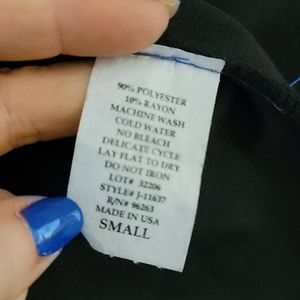 90% POLYESTER
10% RAYON
MACHINE WASH
COLD WATER
NO BLEACH
DELICATE CYCLE
LAY FLAT TO DRY
DO NOT IRON
LOT# 32206
STYLE# J-11637
R/N# 96263
MADE IN USA
SMALL